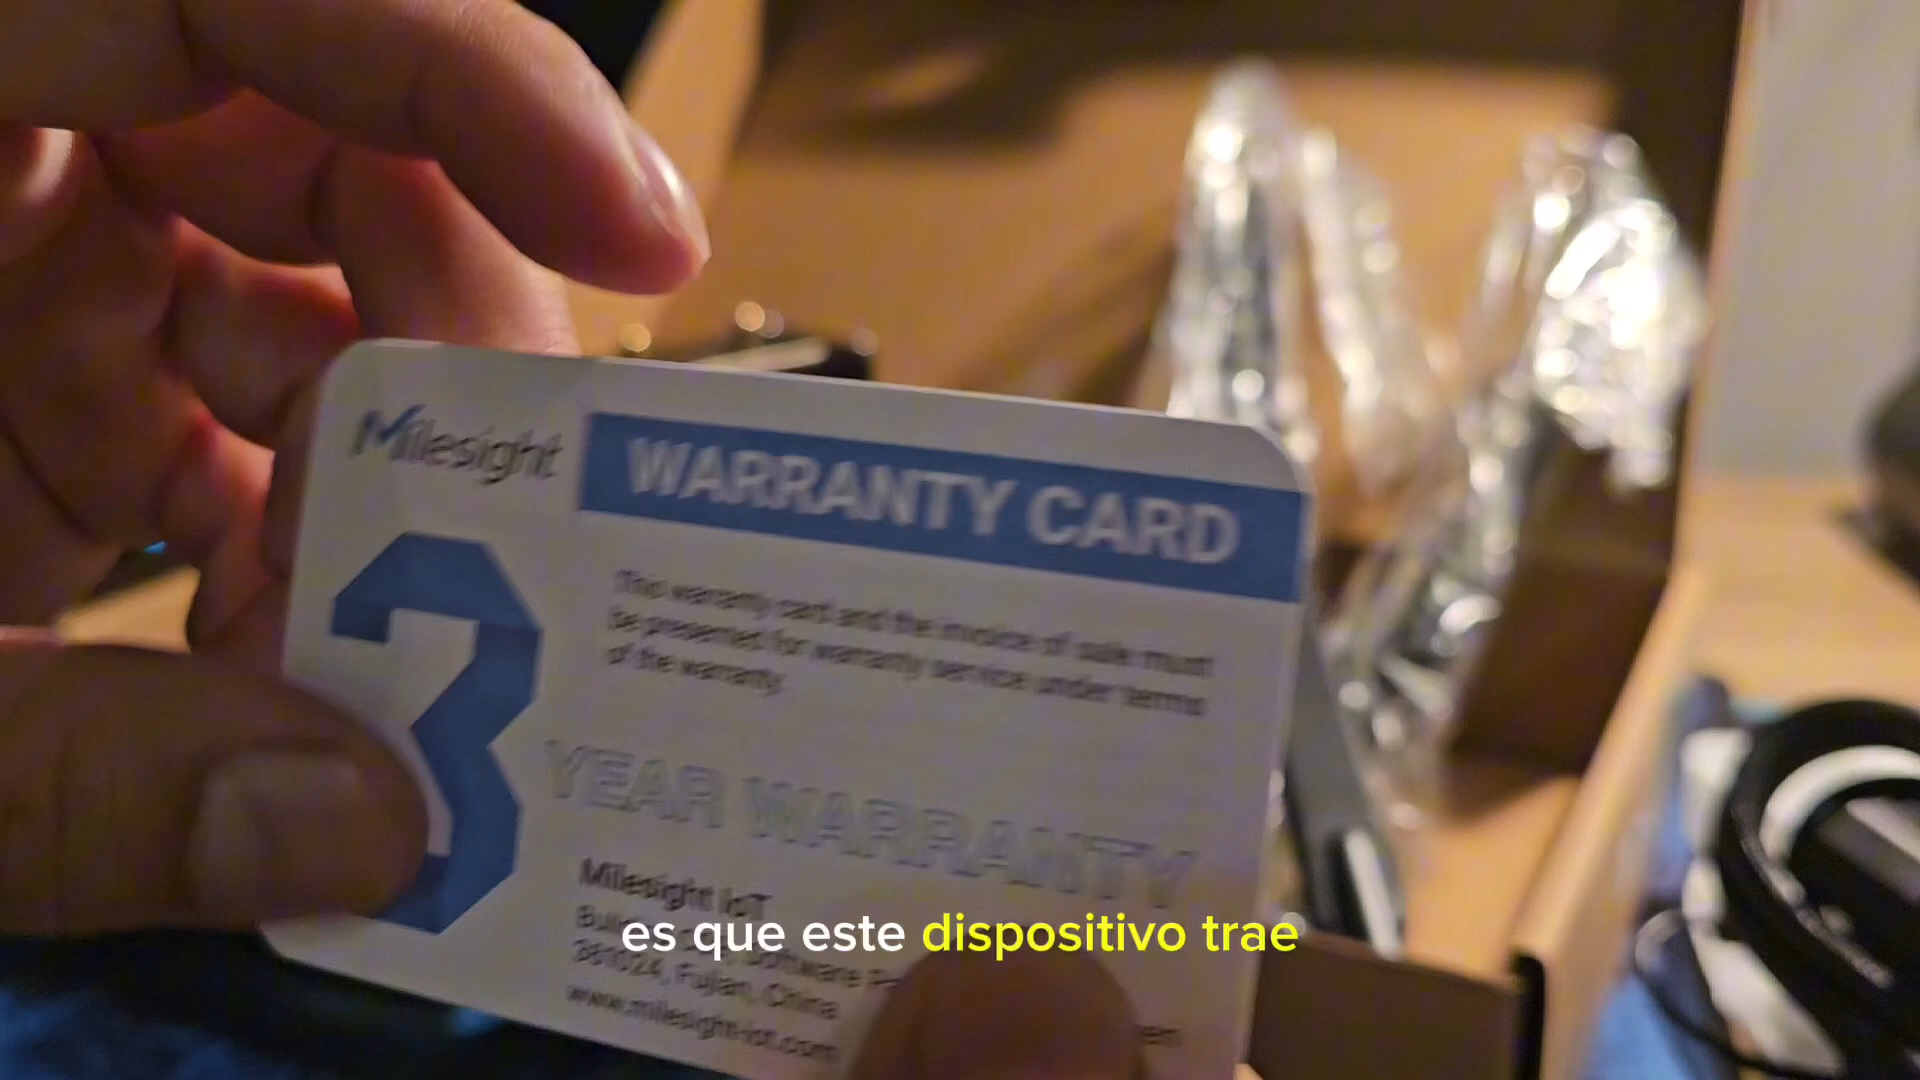 Milesight
WARRANTY CARD
This warranty card and the invoice of sale must
be presented for warranty service under terms
of the warranty.
3
YEAR WARRANTY
Milesight IoT
Software
361024, Fujian, China
www.milesight-iot.com
es que este dispositivo trae